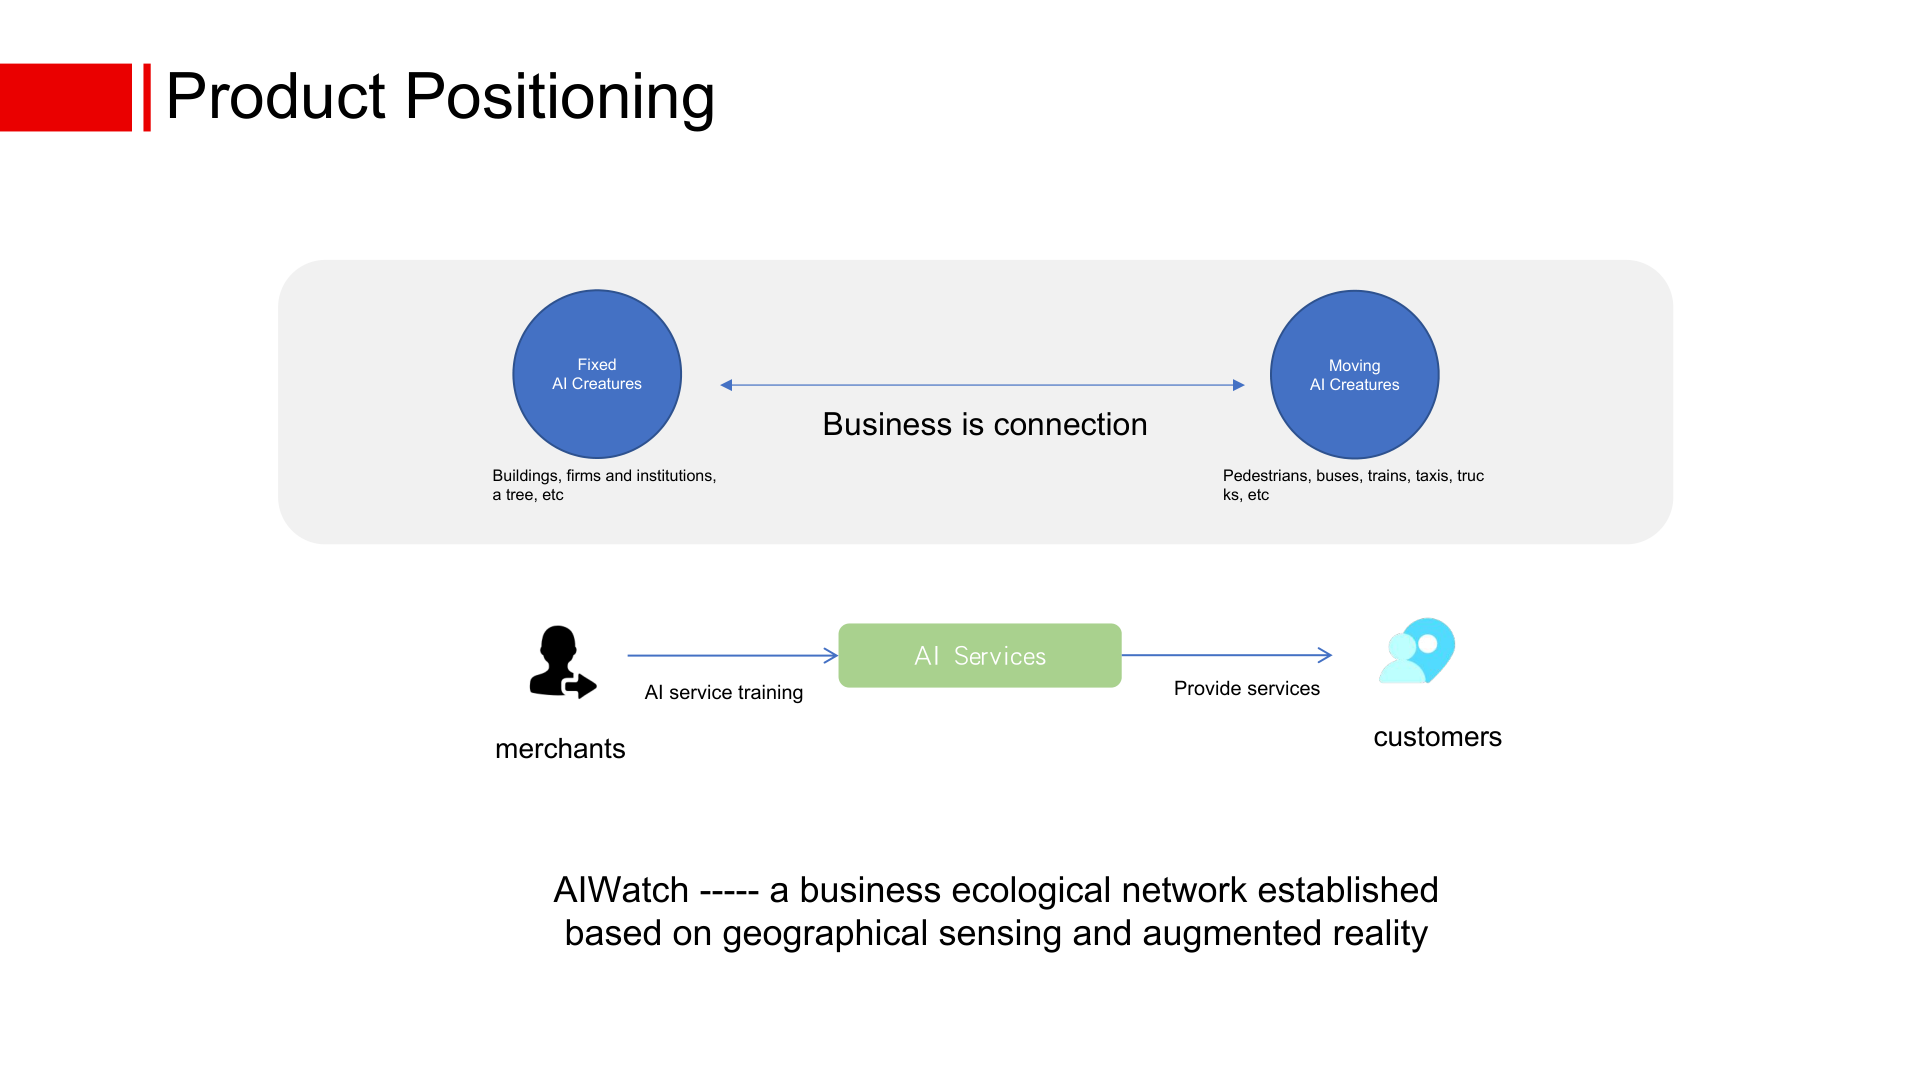 Product Positioning
Fixed
AI Creatures
Moving
AI Creatures
Business is connection
Buildings, firms and institutions,
a tree, etc
Pedestrians, buses, trains, taxis, truc
ks, etc
AI Services
AI service training
Provide services
merchants
customers
AIWatch ----- a business ecological network established
based on geographical sensing and augmented reality